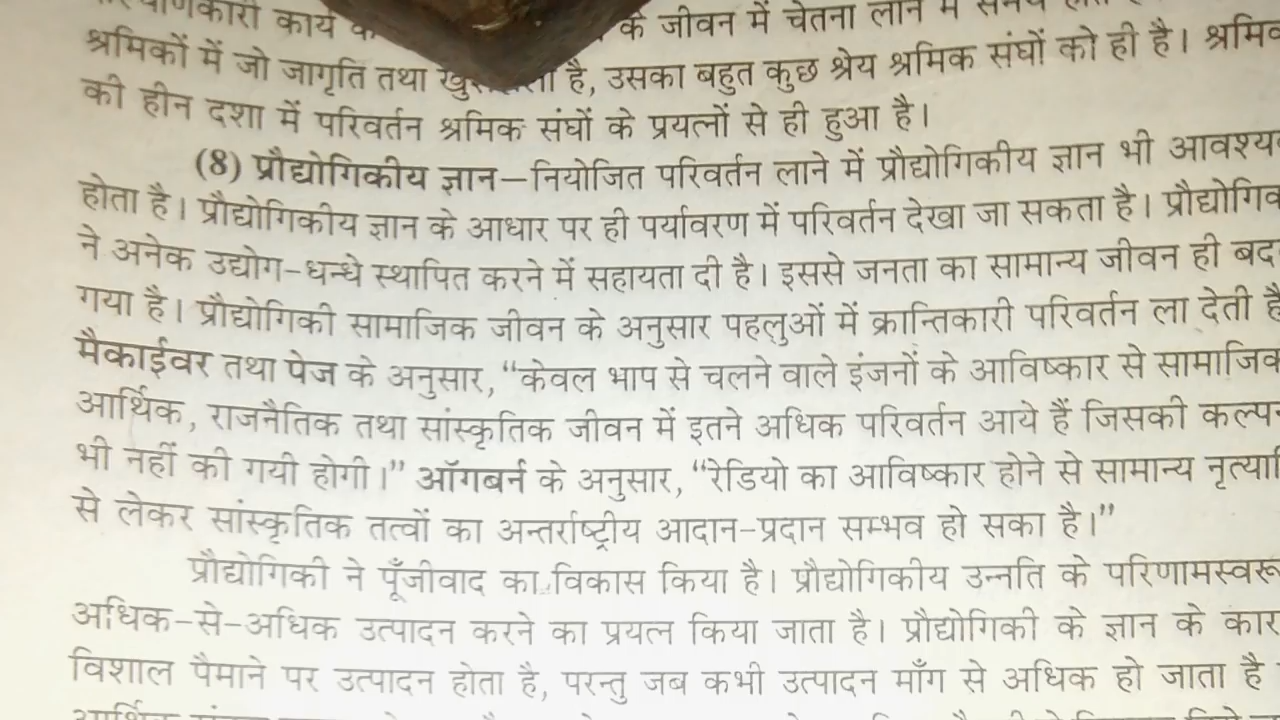 कार्य के जीवन में चेतना लाने में
श्रमिकों में जो जागृति तथा है, उसका बहुत कुछ श्रेय श्रमिक संघों को ही है।
की हीन दशा में परिवर्तन श्रमिक संघों के प्रयत्नों से ही हुआ है।
(8) प्रौद्योगिकीय ज्ञान–नियोजित परिवर्तन लाने में प्रौद्योगिकीय ज्ञान भी
होता है। प्रौद्योगिकीय ज्ञान के आधार पर ही पर्यावरण में परिवर्तन देखा जा सकता है।
ने अनेक उद्योग-धन्धे स्थापित करने में सहायता दी है। इससे जनता का सामान्य जीवन ही बद
गया है। प्रौद्योगिकी सामाजिक जीवन के अनुसार पहलुओं में क्रान्तिकारी परिवर्तन ला देती है
मैकाईवर तथा पेज के अनुसार, “केवल भाप से चलने वाले इंजनों के आविष्कार से सामाजिक
आर्थिक, राजनैतिक तथा सांस्कृतिक जीवन में इतने अधिक परिवर्तन आये हैं जिसकी
भी नहीं की गयी होगी।” ऑगबर्न के अनुसार, “रेडियो का आविष्कार होने से सामान्य
से लेकर सांस्कृतिक तत्वों का अन्तर्राष्ट्रीय आदान-प्रदान सम्भव हो सका है।”
प्रौद्योगिकी ने पूँजीवाद का विकास किया है। प्रौद्योगिकीय उन्नति के
अधिक-से-अधिक उत्पादन करने का प्रयत्न किया जाता है। प्रौद्योगिकी के ज्ञान के कार
विशाल पैमाने पर उत्पादन होता है, परन्तु जब कभी उत्पादन माँग से अधिक हो जाता है